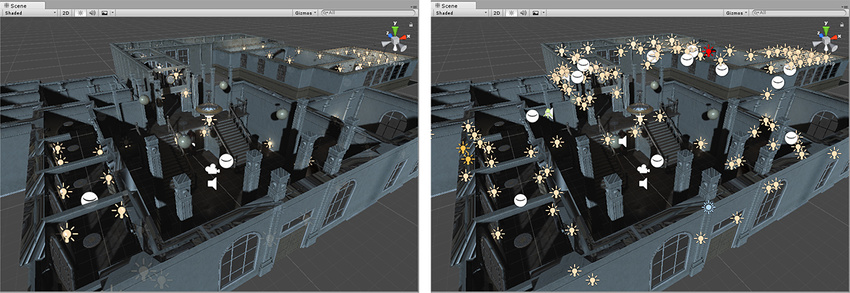 Scene
Shaded 2D Gizmos All
y
x
Scene
Shaded 2D Gizmos All
y
x